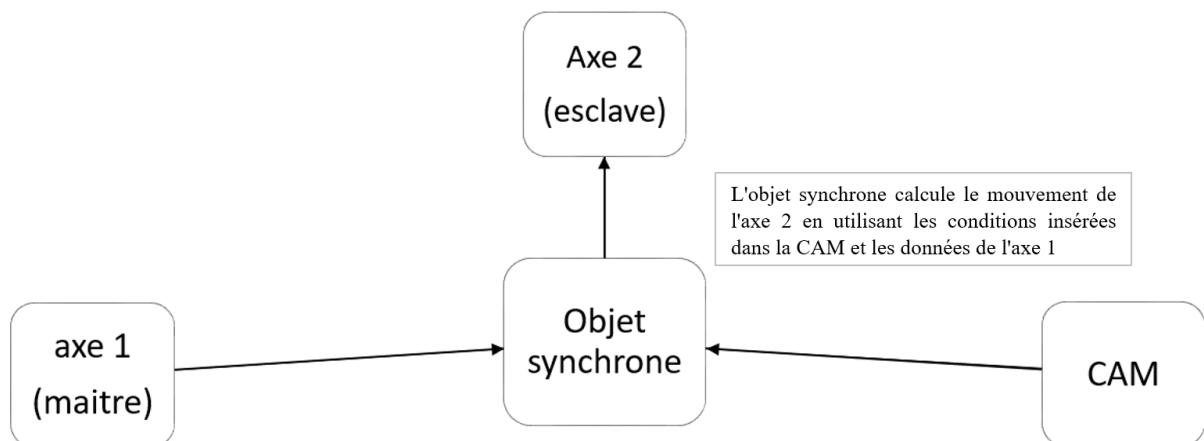 Axe 2
(esclave)
L'objet synchrone calcule le mouvement de
l'axe 2 en utilisant les conditions insérées
dans la CAM et les données de l'axe 1
Objet
synchrone
axe 1
(maitre)
CAM